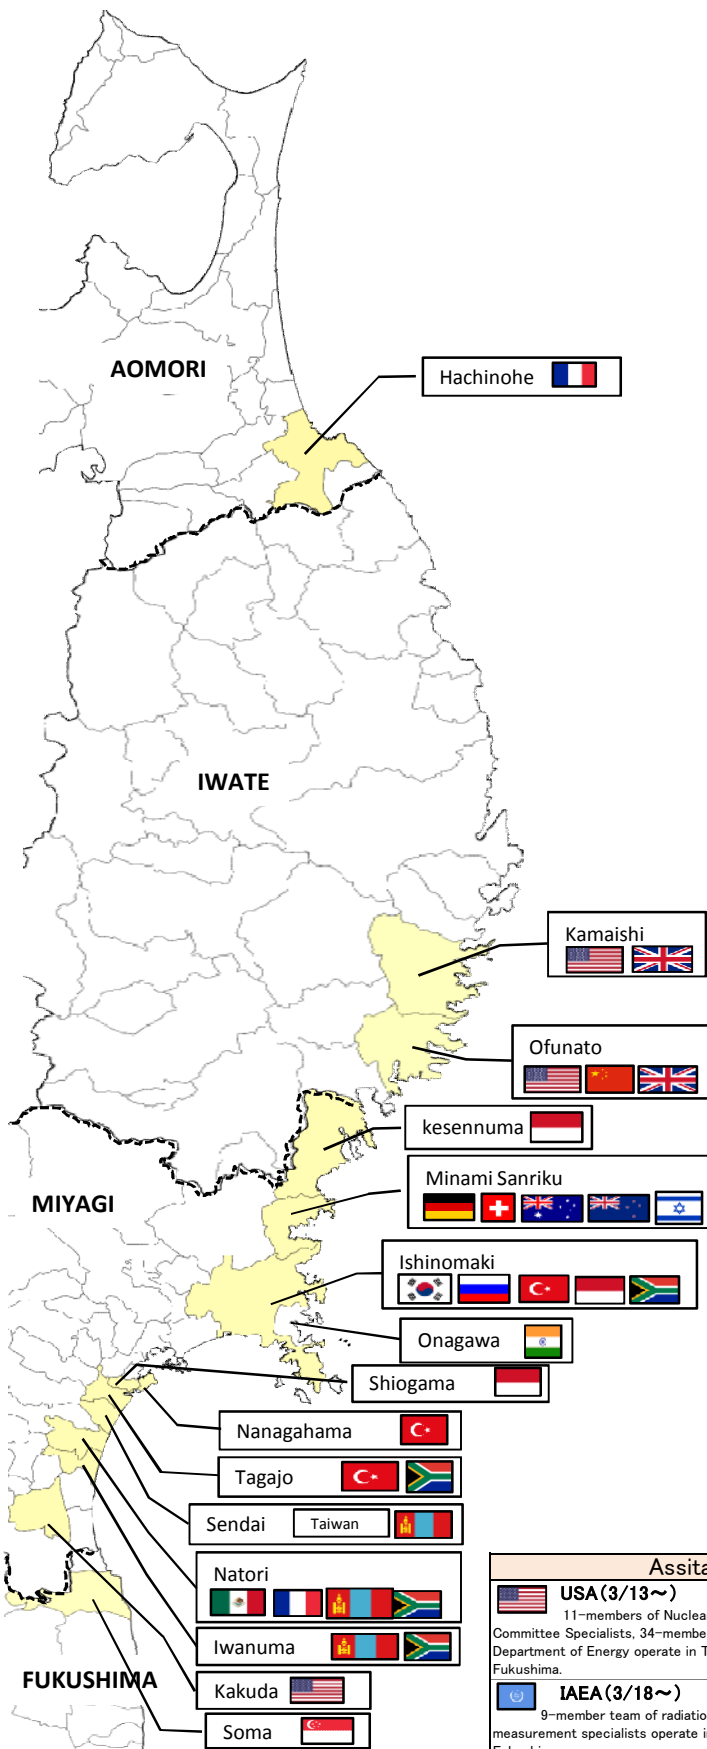 AOMORI
Hachinohe
IWATE
Kamaishi
Ofunato
kesennuma
Minami Sanriku
MIYAGI
Ishinomaki
Onagawa
Shiogama
Nanagahama
Tagajo
Sendai
Taiwan
Natori
Iwanuma
FUKUSHIMA
Kakuda
Soma
Assita
USA(3/13～)
11-members of Nuclea
Committee Specialists, 34-membe
Department of Energy operate in T
Fukushima.
IAEA(3/18～)
9-member team of radiatio
measurement specialists operate i